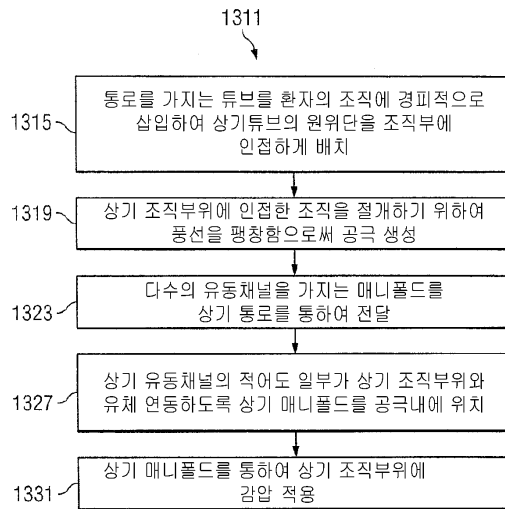 1311
1315
통로를 가지는 튜브를 환자의 조직에 경피적으로
삽입하여 상기튜브의 원위단을 조직부에
인접하게 배치
1319
상기 조직부위에 인접한 조직을 절개하기 위하여
풍선을 팽창함으로써 공극 생성
1323
다수의 유동채널을 가지는 매니폴드를
상기 통로를 통하여 전달
1327
상기 유동채널의 적어도 일부가 상기 조직부위와
유체 연동하도록 상기 매니폴드를 공극내에 위치
1331
상기 매니폴드를 통하여 상기 조직부위에
감압 적용